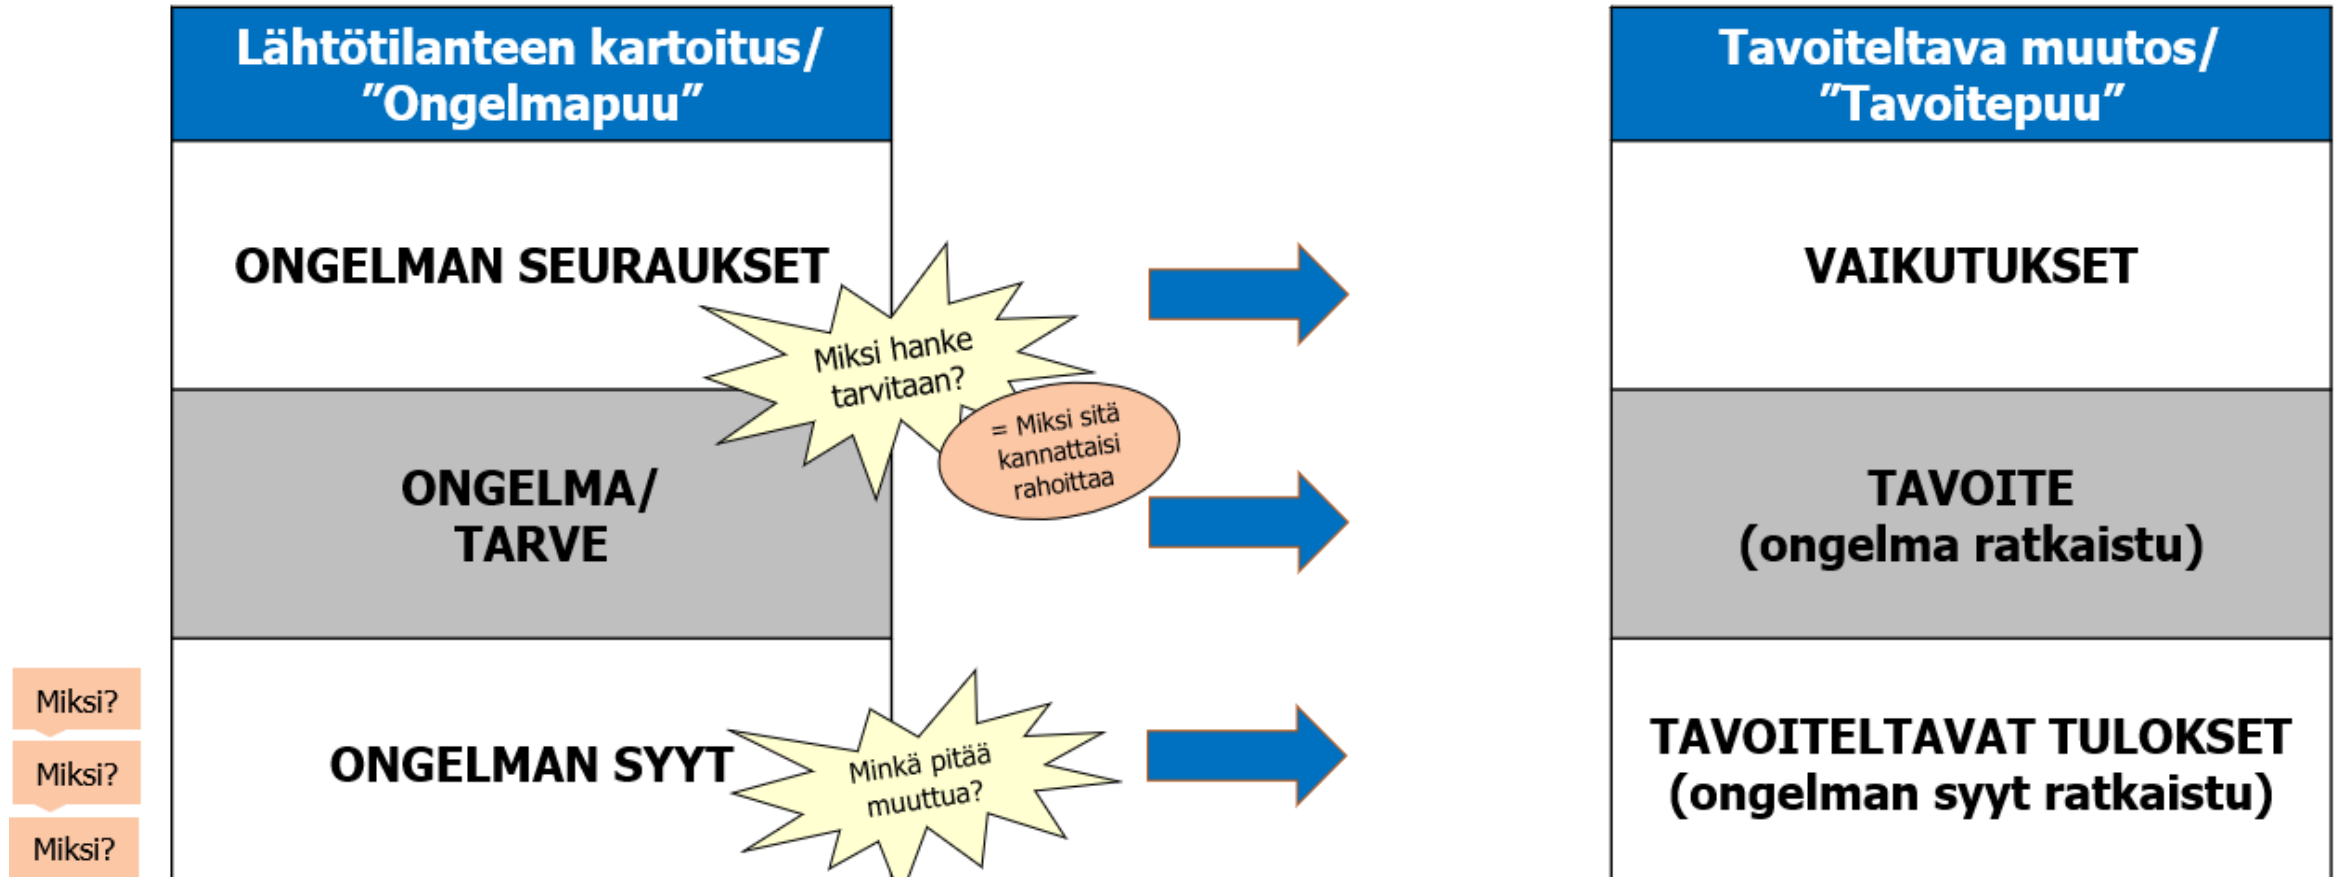 Lähtötilanteen kartoitus/
”Ongelmapuu”
ONGELMAN SEURAUKSET
Miksi hanke
tarvitaan?
= Miksi sitä
kannattaisi
rahoittaa
ONGELMA/
TARVE
Miksi?
Miksi?
Miksi?
ONGELMAN SYYT
Minkä pitää
muuttua?
Tavoiteltava muutos/
”Tavoitepuu”
VAIKUTUKSET
TAVOITE
(ongelma ratkaistu)
TAVOITELTAVAT TULOKSET
(ongelman syyt ratkaistu)